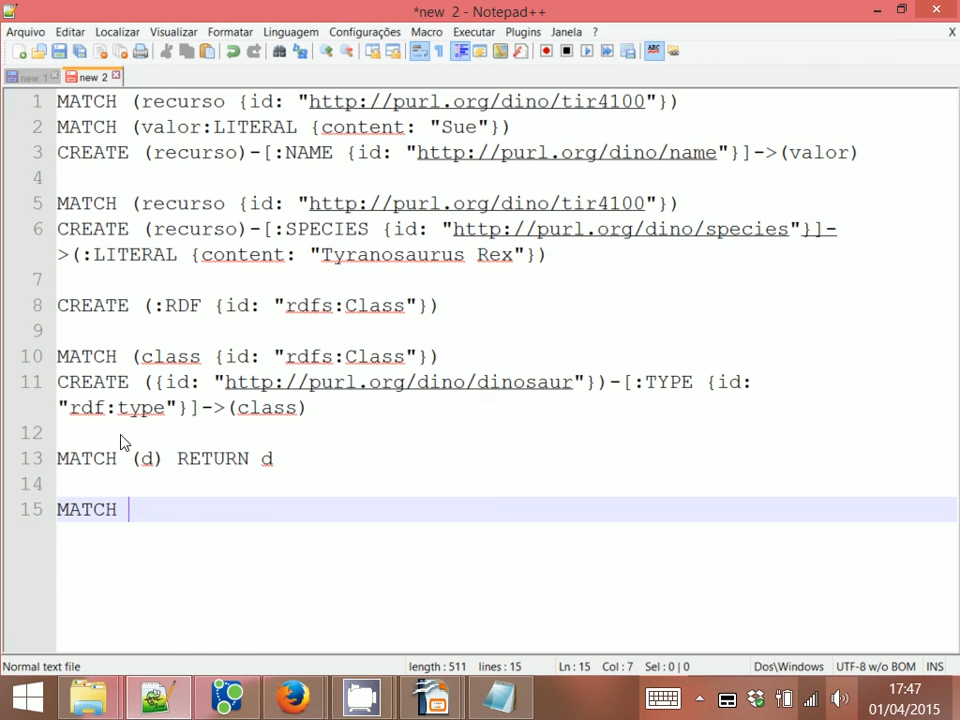 *new  2 - Notepad++
Arquivo Editar Localizar Visualizar Formatar Linguagem Configurações Macro Executar Plugins Janela ? X
new 1 new 2
1 MATCH (recurso {id: "http://purl.org/dino/tir4100"})
2 MATCH (valor:LITERAL {content: "Sue"})
3 CREATE (recurso)-[:NAME {id: "http://purl.org/dino/name"}]->(valor)
4
5 MATCH (recurso {id: "http://purl.org/dino/tir4100"})
6 CREATE (recurso)-[:SPECIES {id: "http://purl.org/dino/species"}]-
>(:LITERAL {content: "Tyranosaurus Rex"})
7
8 CREATE (:RDF {id: "rdfs:Class"})
9
10 MATCH (class {id: "rdfs:Class"})
11 CREATE ({id: "http://purl.org/dino/dinosaur"})-[:TYPE {id:
"rdf:type"}]->(class)
12
13 MATCH (d) RETURN d
14
15 MATCH
Normal text file length : 511 lines : 15 Ln : 15 Col : 7 Sel : 0 | 0 Dos\Windows UTF-8 w/o BOM INS
17:47
01/04/2015